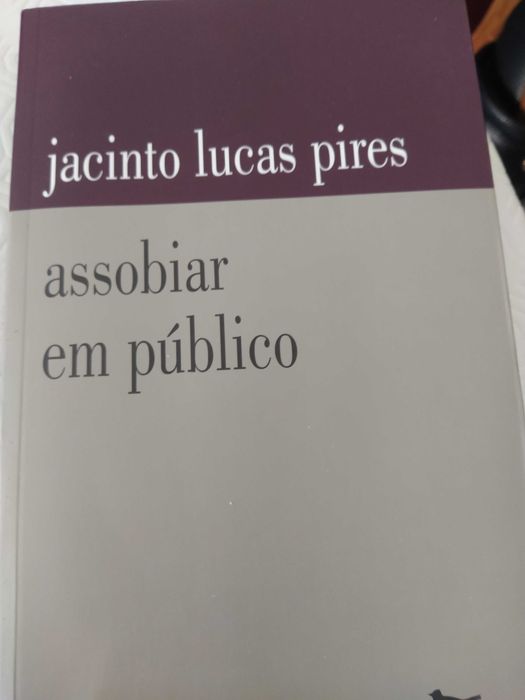 jacinto lucas pires
assobiar
em público